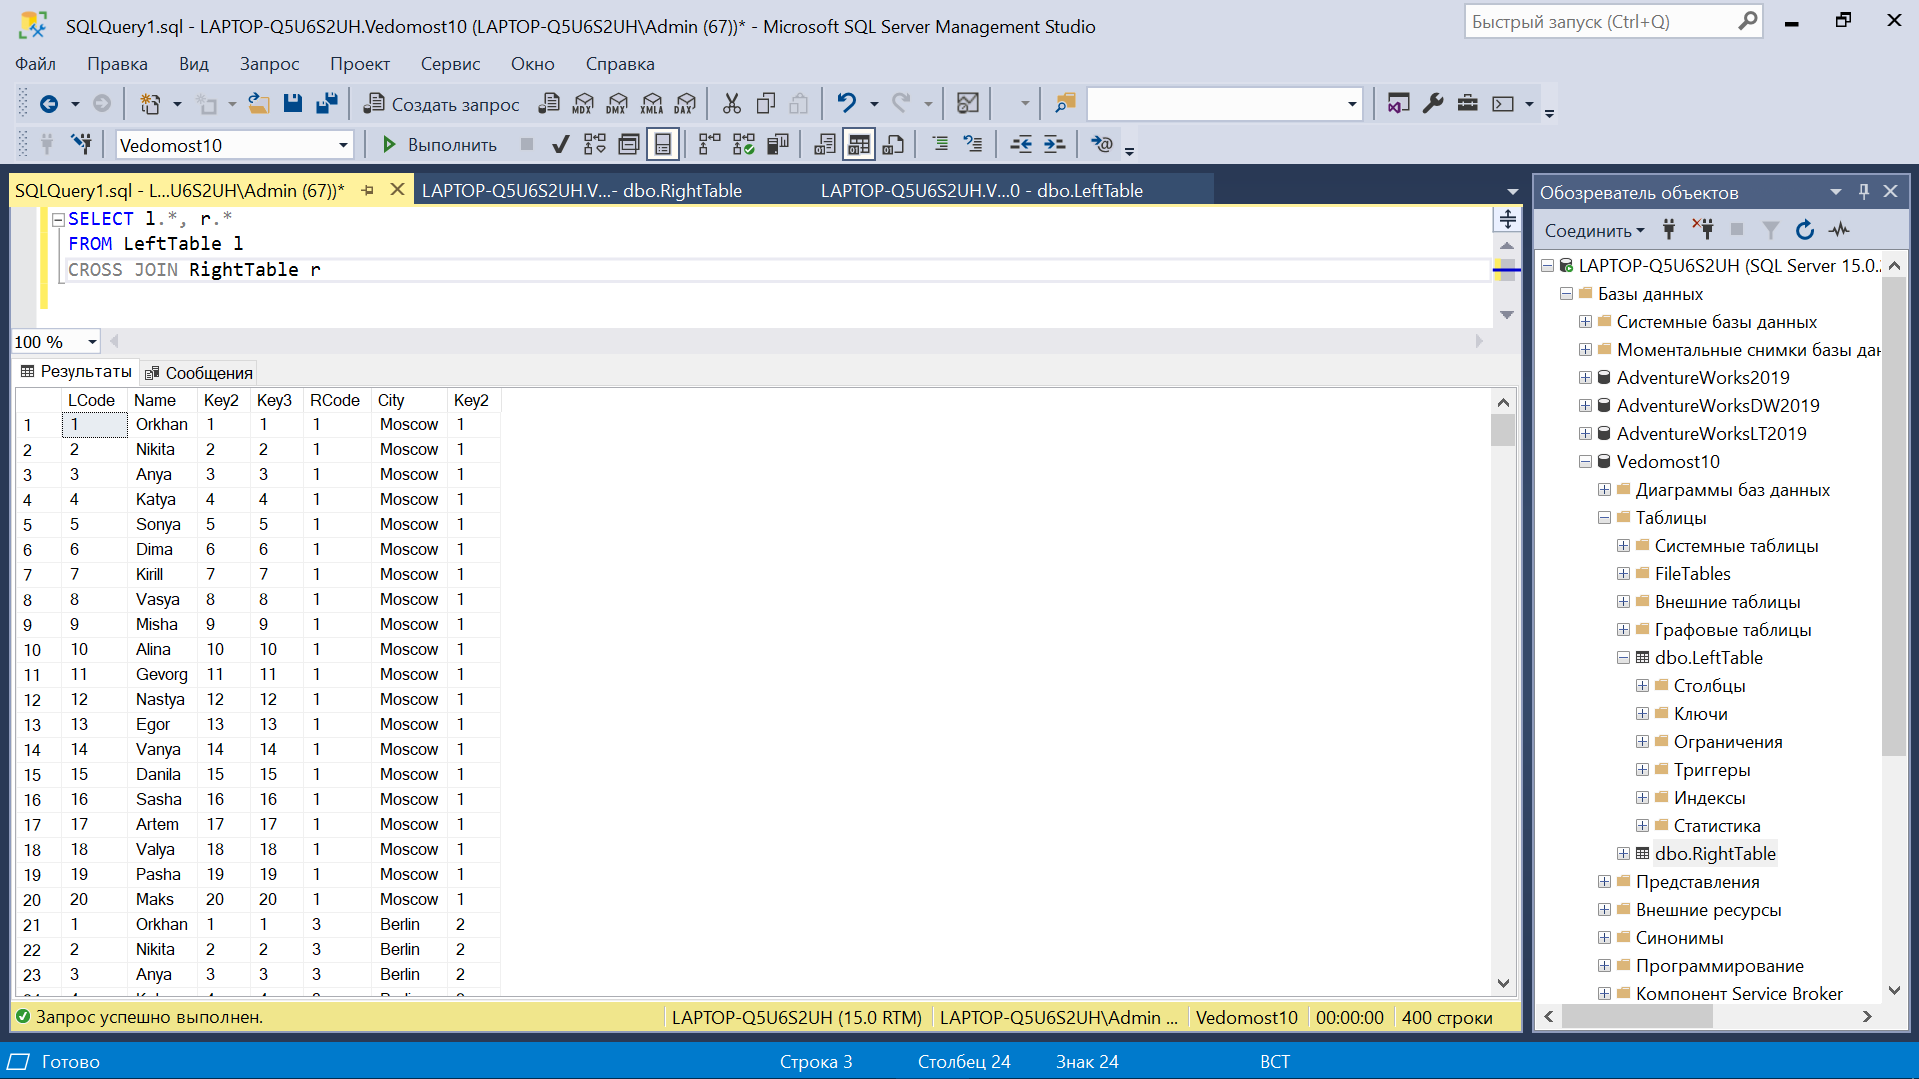 SQLQuery1.sql - LAPTOP-Q5U6S2UH.Vedomost10 (LAPTOP-Q5U6S2UH\Admin (67))* - Microsoft SQL Server Management Studio
Быстрый запуск (Ctrl+Q)
Файл Правка Вид Запрос Проект Сервис Окно Справка
Создать запрос MDX DMX XMLA DAX
Vedomost10 Выполнить
SQLQuery1.sql - L...U6S2UH\Admin (67))* LAPTOP-Q5U6S2UH.V...- dbo.RightTable LAPTOP-Q5U6S2UH.V...0 - dbo.LeftTable
SELECT l.*, r.*
FROM LeftTable l
CROSS JOIN RightTable r
100 %
Результаты Сообщения
LCode Name Key2 Key3 RCode City Key2
1 1 Orkhan 1 1 1 Moscow 1
2 2 Nikita 2 2 1 Moscow 1
3 3 Anya 3 3 1 Moscow 1
4 4 Katya 4 4 1 Moscow 1
5 5 Sonya 5 5 1 Moscow 1
6 6 Dima 6 6 1 Moscow 1
7 7 Kirill 7 7 1 Moscow 1
8 8 Vasya 8 8 1 Moscow 1
9 9 Misha 9 9 1 Moscow 1
10 10 Alina 10 10 1 Moscow 1
11 11 Gevorg 11 11 1 Moscow 1
12 12 Nastya 12 12 1 Moscow 1
13 13 Egor 13 13 1 Moscow 1
14 14 Vanya 14 14 1 Moscow 1
15 15 Danila 15 15 1 Moscow 1
16 16 Sasha 16 16 1 Moscow 1
17 17 Artem 17 17 1 Moscow 1
18 18 Valya 18 18 1 Moscow 1
19 19 Pasha 19 19 1 Moscow 1
20 20 Maks 20 20 1 Moscow 1
21 1 Orkhan 1 1 3 Berlin 2
22 2 Nikita 2 2 3 Berlin 2
23 3 Anya 3 3 3 Berlin 2
Запрос успешно выполнен. LAPTOP-Q5U6S2UH (15.0 RTM) LAPTOP-Q5U6S2UH\Admin ... Vedomost10 00:00:00 400 строки
Обозреватель объектов
Соединить
LAPTOP-Q5U6S2UH (SQL Server 15.0.
Базы данных
Системные базы данных
Моментальные снимки базы дан
AdventureWorks2019
AdventureWorksDW2019
AdventureWorksLT2019
Vedomost10
Диаграммы баз данных
Таблицы
Системные таблицы
FileTables
Внешние таблицы
Графовые таблицы
dbo.LeftTable
Столбцы
Ключи
Ограничения
Триггеры
Индексы
Статистика
dbo.RightTable
Представления
Внешние ресурсы
Синонимы
Программирование
Компонент Service Broker
Готово Строка 3 Столбец 24 Знак 24 ВСТ